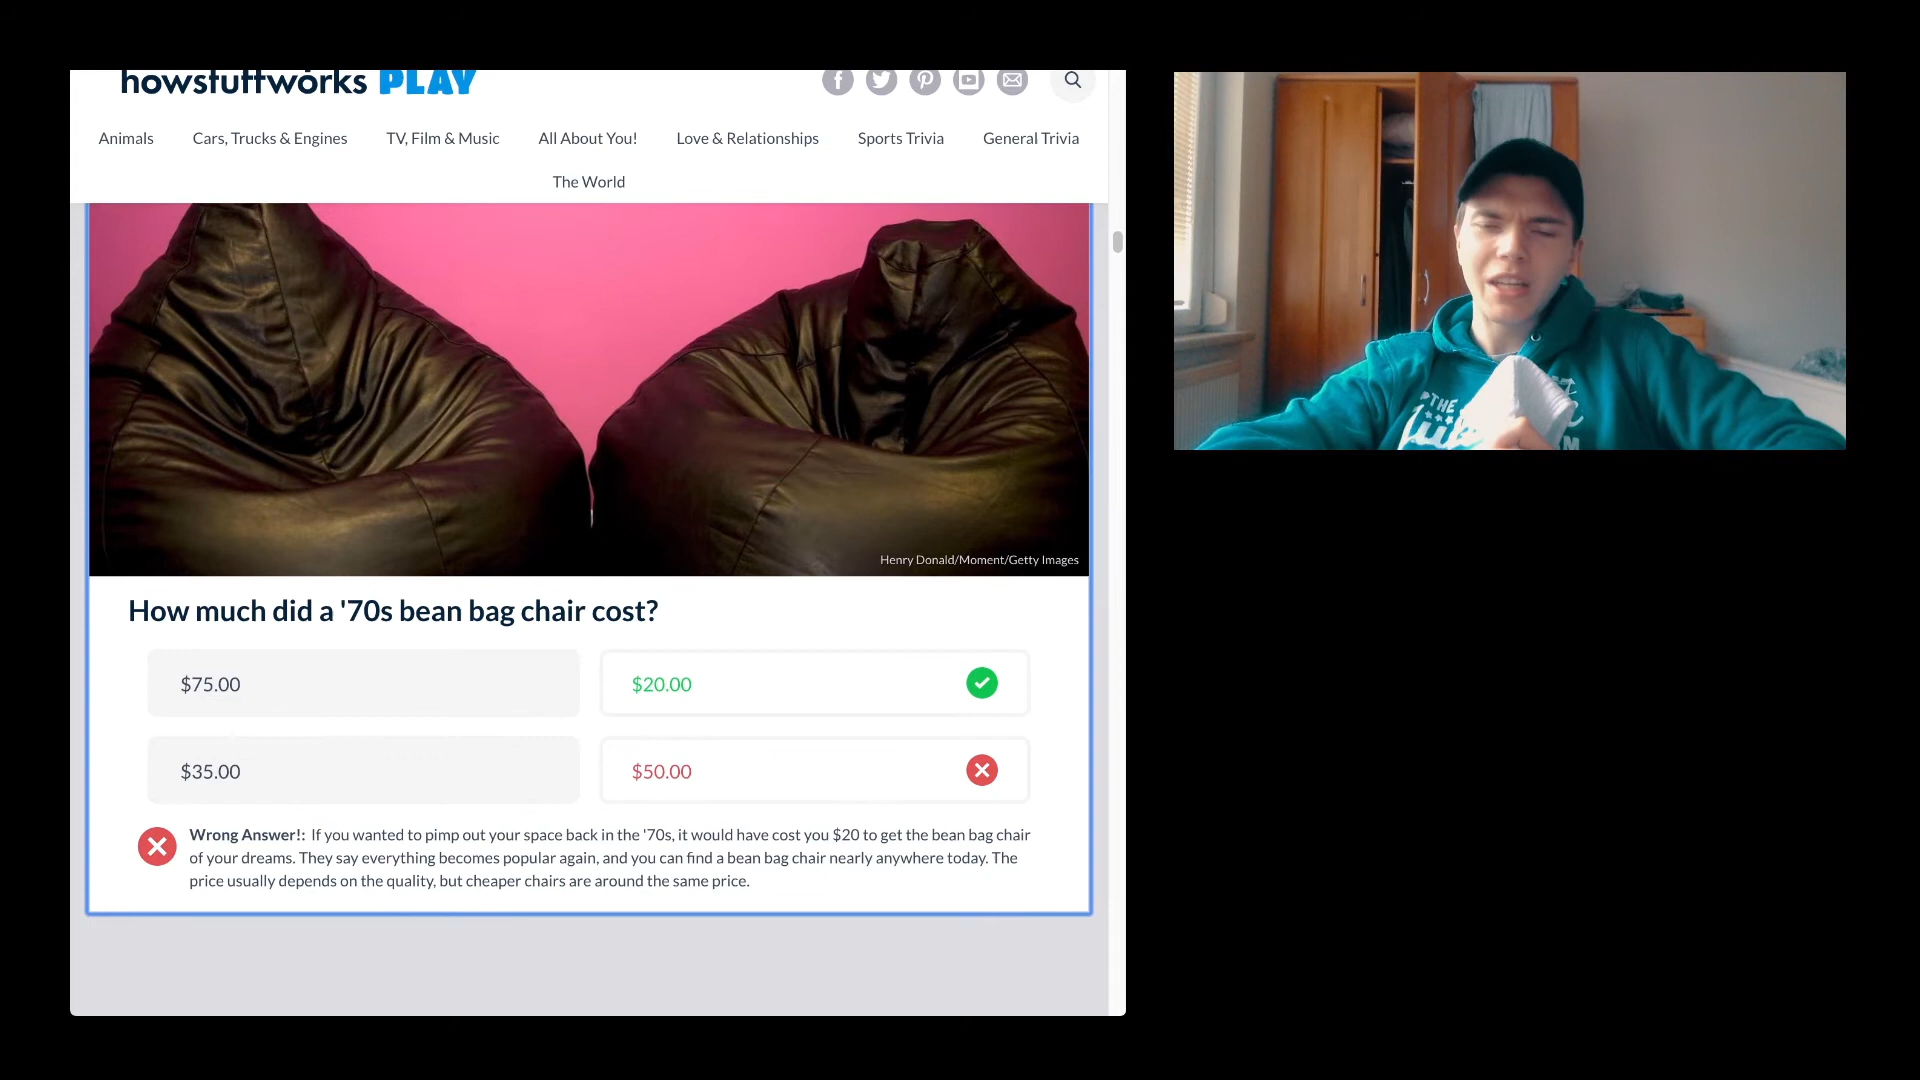 howstuffworks PLAY
Animals Cars, Trucks & Engines TV, Film & Music All About You! Love & Relationships Sports Trivia General Trivia
The World
Henry Donald/Moment/Getty Images
How much did a '70s bean bag chair cost?
$75.00 $20.00
$35.00 $50.00
Wrong Answer!: If you wanted to pimp out your space back in the '70s, it would have cost you $20 to get the bean bag chair
of your dreams. They say everything becomes popular again, and you can find a bean bag chair nearly anywhere today. The
price usually depends on the quality, but cheaper chairs are around the same price.
THE